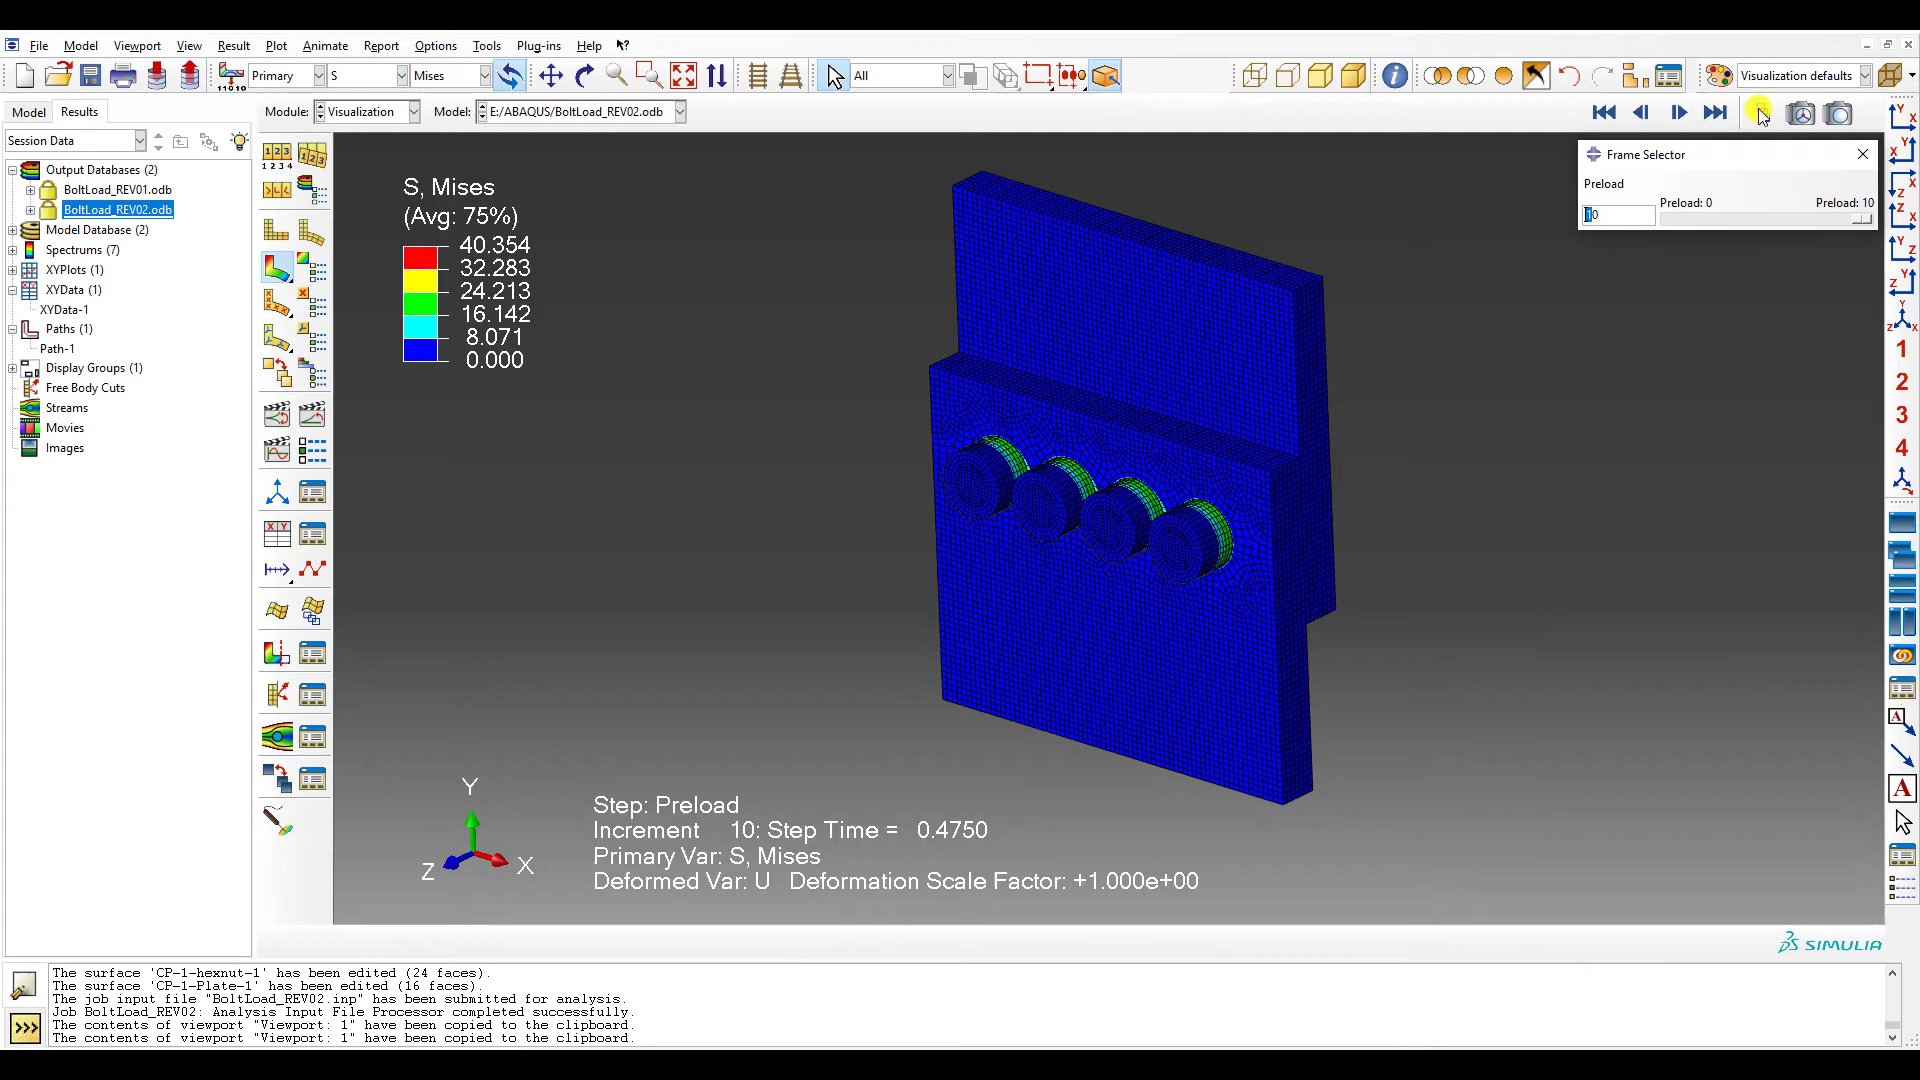 File Model Viewport View Result Plot Animate Report Options Tools Plug-ins Help
Primary S Mises All Visualization defaults
Model Results Module: Visualization Model: E:/ABAQUS/BoltLoad_REV02.odb
Session Data
Output Databases (2)
BoltLoad_REV01.odb
BoltLoad_REV02.odb
Model Database (2)
Spectrums (7)
XYPlots (1)
XYData (1)
XYData-1
Paths (1)
Path-1
Display Groups (1)
Free Body Cuts
Streams
Movies
Images
Frame Selector
Preload
Preload: 0 Preload: 10
10
S, Mises
(Avg: 75%)
40.354
32.283
24.213
16.142
8.071
0.000
Y
Z X
Step: Preload
Increment 10: Step Time = 0.4750
Primary Var: S, Mises
Deformed Var: U Deformation Scale Factor: +1.000e+00
1
2
3
4
SIMULIA
The surface 'CP-1-hexnut-1' has been edited (24 faces).
The surface 'CP-1-Plate-1' has been edited (16 faces).
The job input file "BoltLoad_REV02.inp" has been submitted for analysis.
Job BoltLoad_REV02: Analysis Input File Processor completed successfully.
The contents of viewport "Viewport: 1" have been copied to the clipboard.
The contents of viewport "Viewport: 1" have been copied to the clipboard.